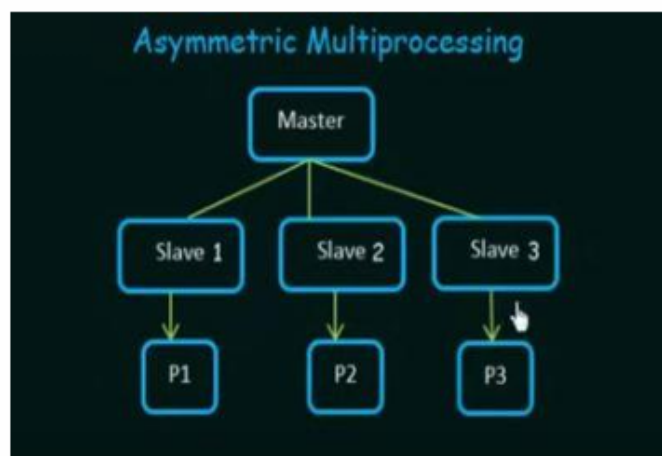 Asymmetric Multiprocessing
Master
Slave 1
Slave 2
Slave 3
P1
P2
P3